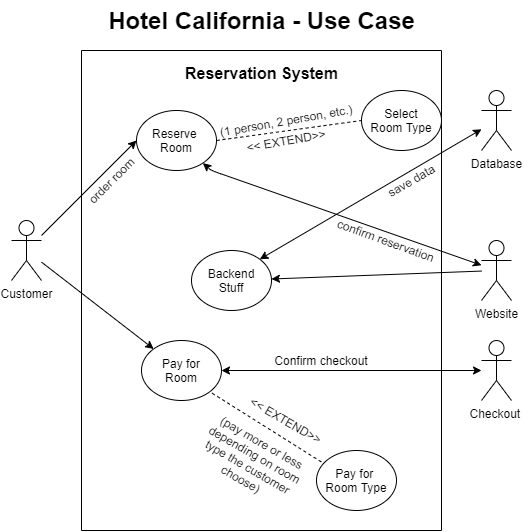 Hotel California - Use Case
Reservation System
(1 person, 2 person, etc.)
<< EXTEND>>
Select
Room Type
Reserve
Room
Database
order room
save data
confirm reservation
Customer
Backend
Stuff
Website
Pay for
Room
Confirm checkout
Checkout
<< EXTEND>>
(pay more or less
depending on room
type the customer
choose)
Pay for
Room Type